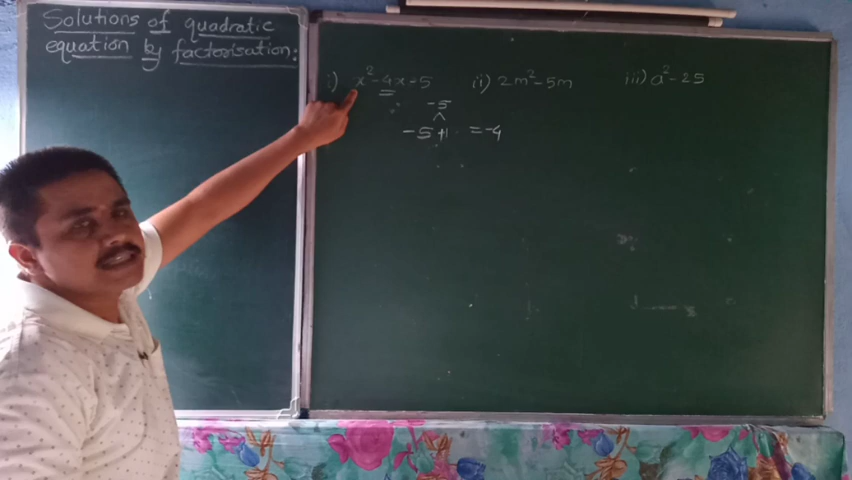 Solutions of quadratic
equation by factorisation:
i) x² - 4x - 5
-5
-5 +1 = -4
ii) 2m² - 5m
iii) a² - 25